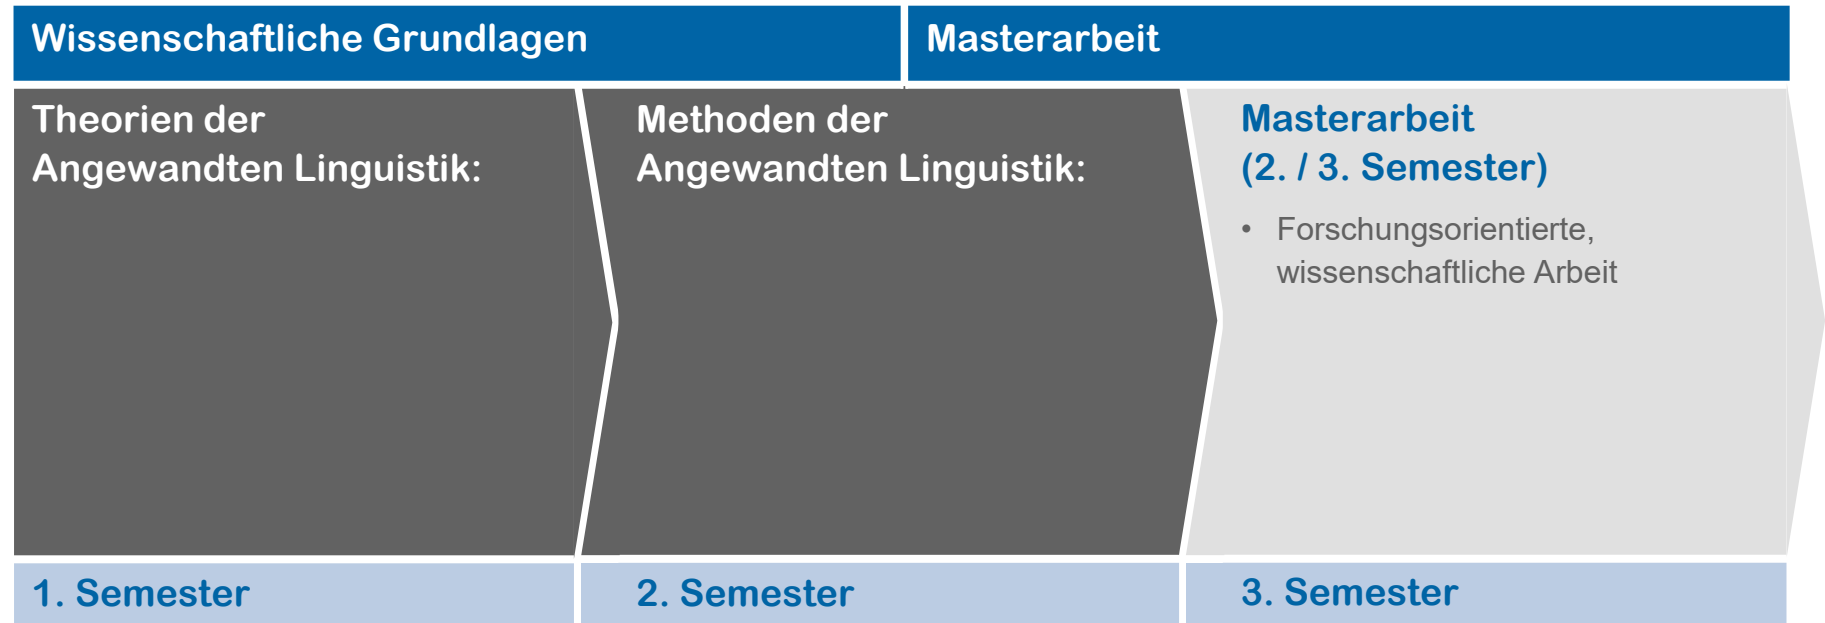 Wissenschaftliche Grundlagen
Masterarbeit
Theorien der
Angewandten Linguistik:
Methoden der
Angewandten Linguistik:
Masterarbeit
(2. / 3. Semester)
• Forschungsorientierte,
wissenschaftliche Arbeit
1. Semester
2. Semester
3. Semester